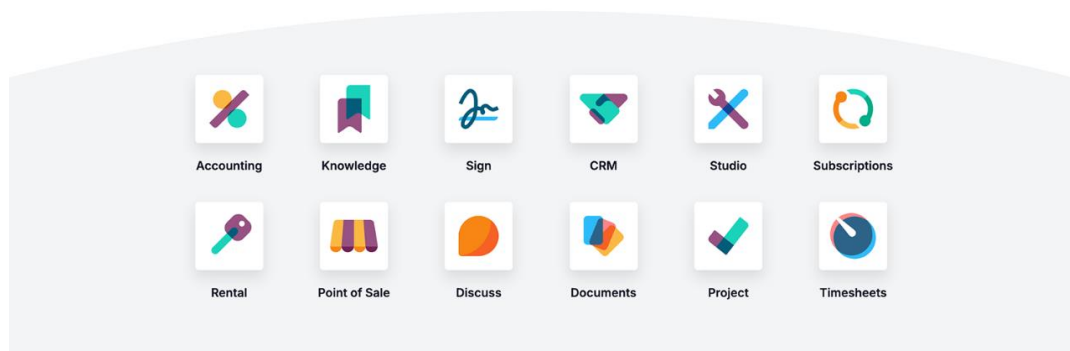 Accounting
Knowledge
Sign
CRM
Studio
Subscriptions
Rental
Point of Sale
Discuss
Documents
Project
Timesheets